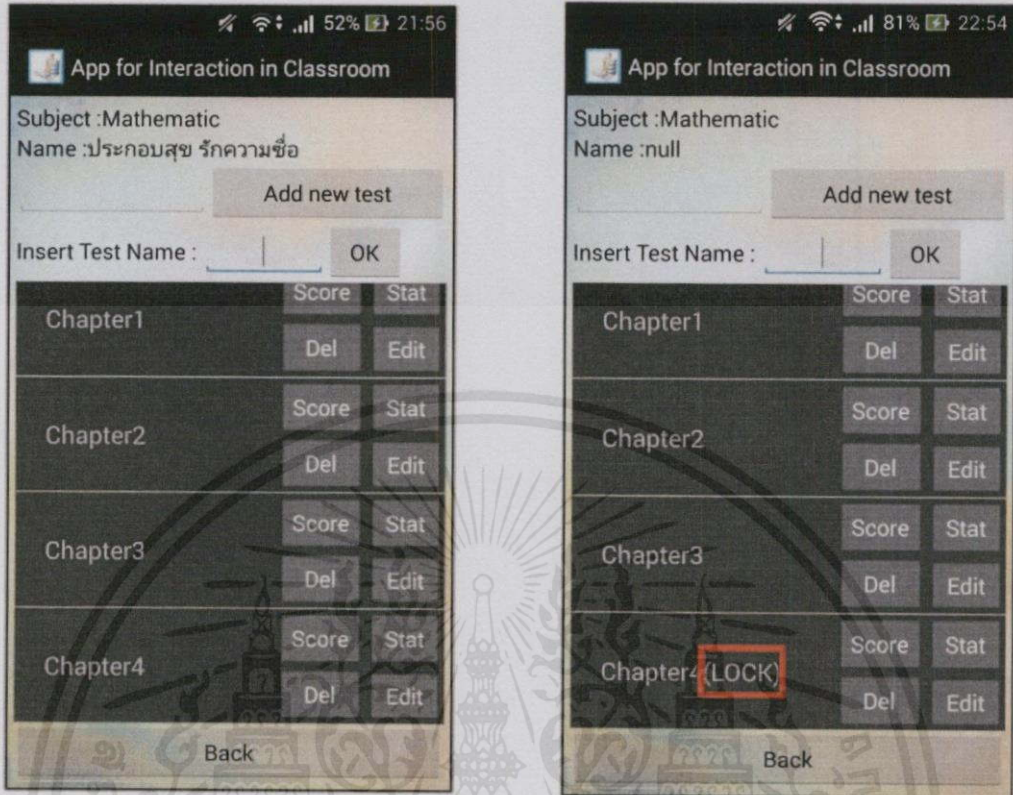 52% 21:56
App for Interaction in Classroom
Subject :Mathematic
Name :ประกอบสุข รักความซื่อ
Add new test
Insert Test Name : OK
Score Stat
Chapter1
Del Edit
Score Stat
Chapter2
Del Edit
Score Stat
Chapter3
Del Edit
Score Stat
Chapter4
Del Edit
Back
81% 22:54
App for Interaction in Classroom
Subject :Mathematic
Name :null
Add new test
Insert Test Name : OK
Score Stat
Chapter1
Del Edit
Score Stat
Chapter2
Del Edit
Score Stat
Chapter3
Del Edit
Score Stat
Chapter4(LOCK)
Del Edit
Back